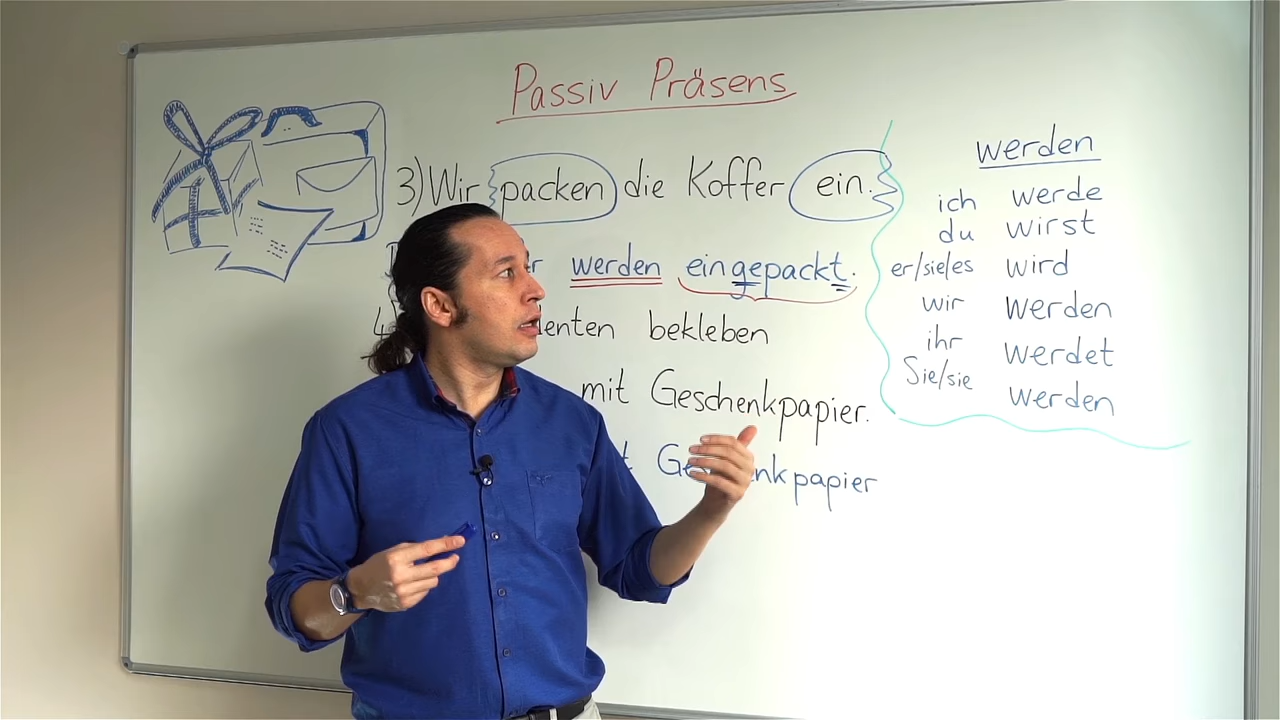 Passiv Präsens
3) Wir packen die Koffer ein.
werden eingepackt.
bekleben
mit Geschenkpapier.
werden
ich werde
du wirst
er/sie/es wird
wir werden
ihr werdet
Sie/sie werden